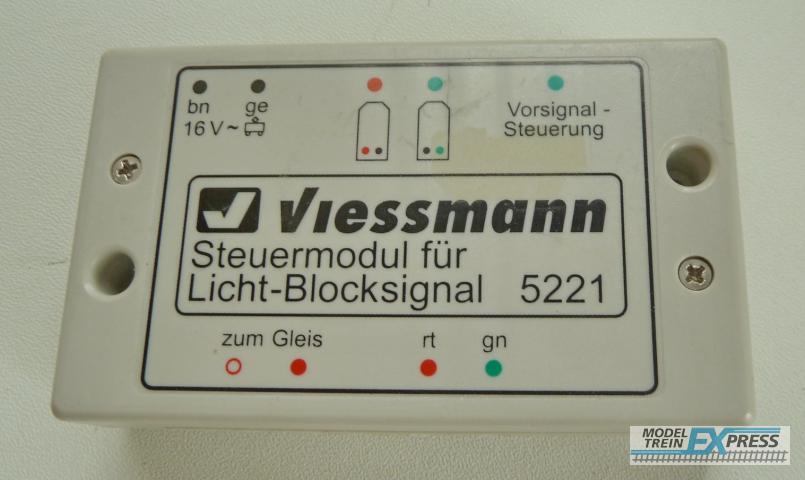 bn ge
16 V~
Vorsignal -
Steuerung
Viessmann
Steuermodul für
Licht-Blocksignal 5221
zum Gleis rt gn
MODEL
TREIN EXPRESS